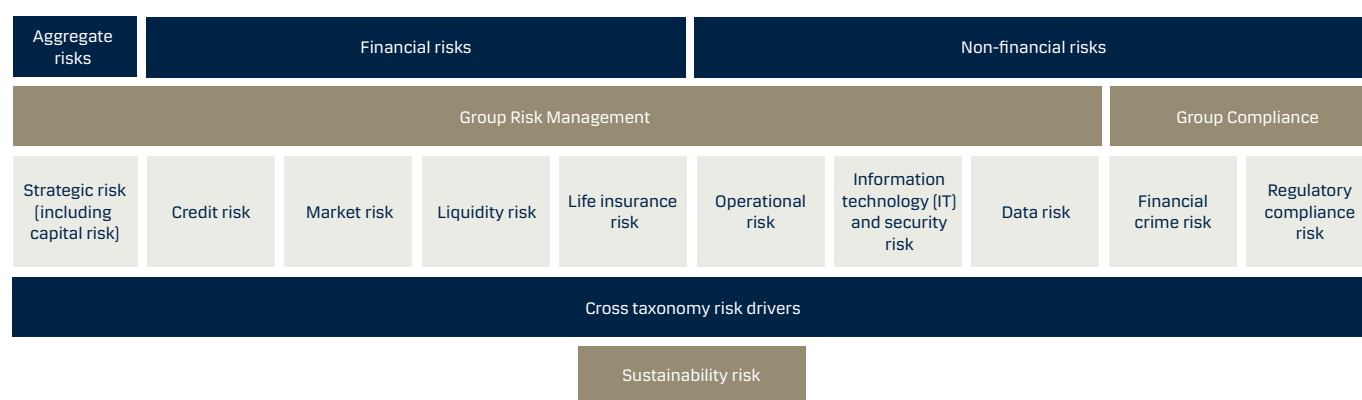 Aggregate
risks
Financial risks
Non-financial risks
Group Risk Management
Group Compliance
Strategic risk
(including
capital risk)
Credit risk
Market risk
Liquidity risk
Life insurance
risk
Operational
risk
Information
technology (IT)
and security
risk
Data risk
Financial
crime risk
Regulatory
compliance
risk
Cross taxonomy risk drivers
Sustainability risk